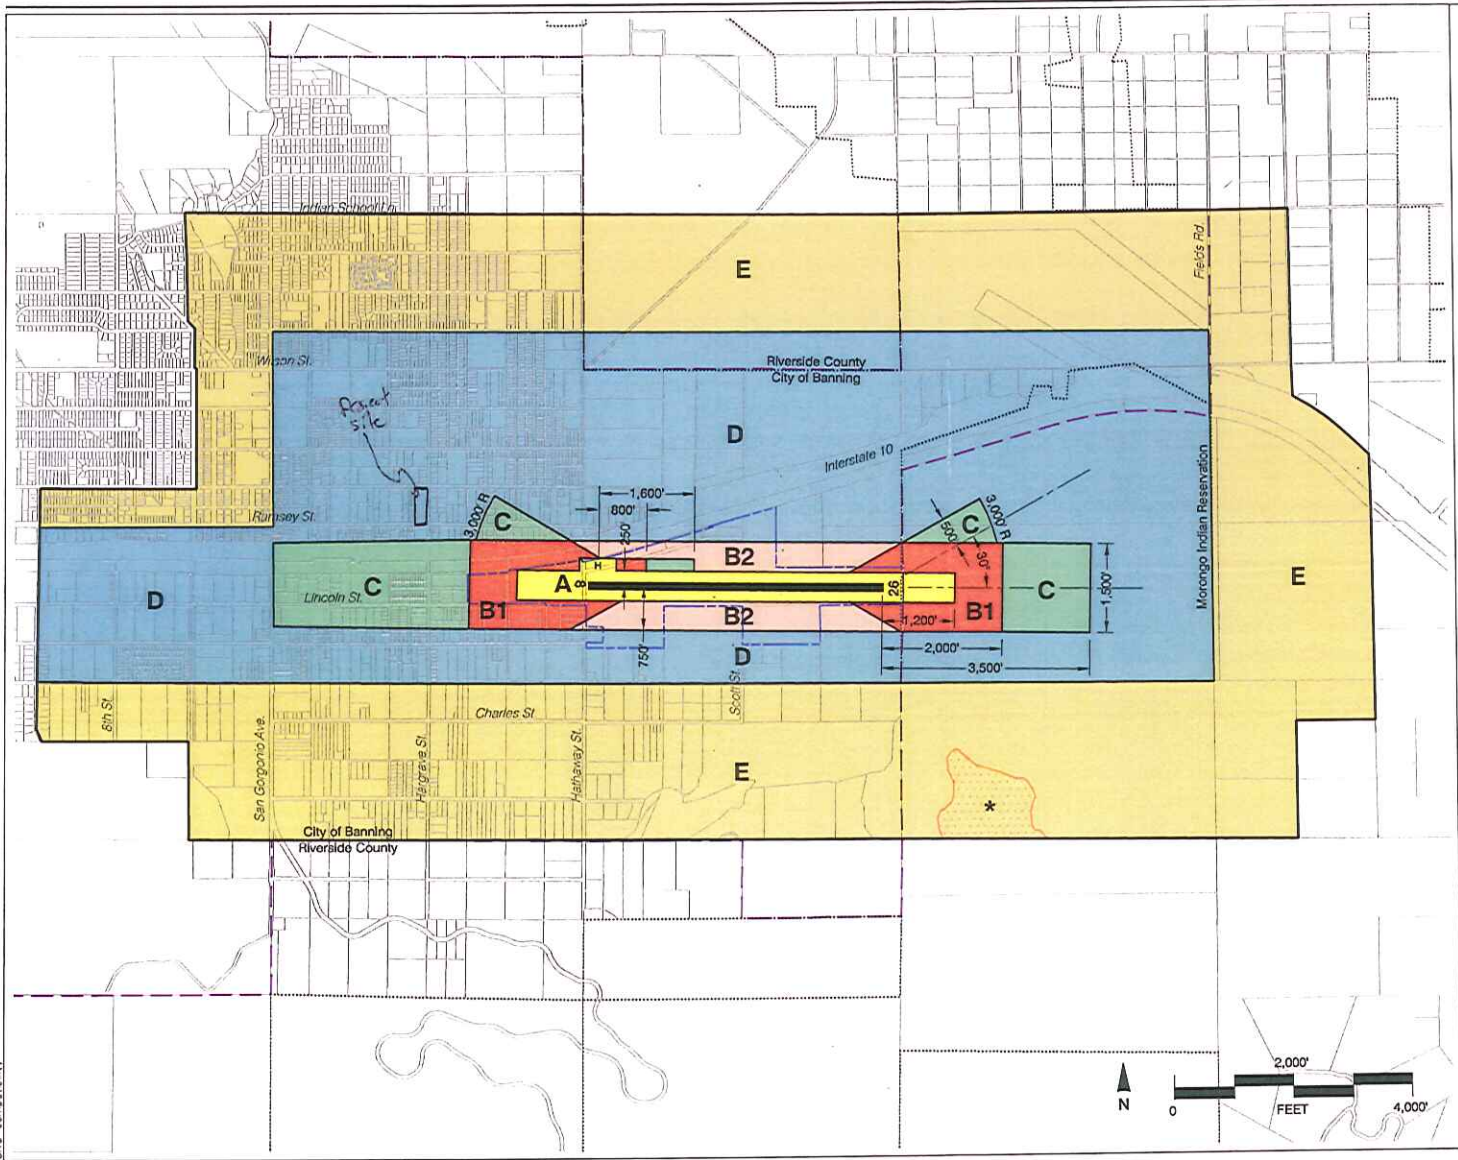 Indian School Ln.
Fields Rd.
E
Wilson St.
Riverside County
City of Banning
Project
site
D
Interstate 10
1,600'
800'
250'
Ramsey St.
3,000' R
C
3,000' R
C
500'
30°
Morongo Indian Reservation
B2
H
A
8
26
E
D
C
Lincoln St.
B1
B2
B1
C
1,500'
1,200'
750'
D
2,000'
3,500'
Scott St.
8th St.
San Gorgonio Ave.
Charles St
Hargrave St.
Hathaway St.
E
*
City of Banning
Riverside County
N
2,000'
0
FEET
4,000'